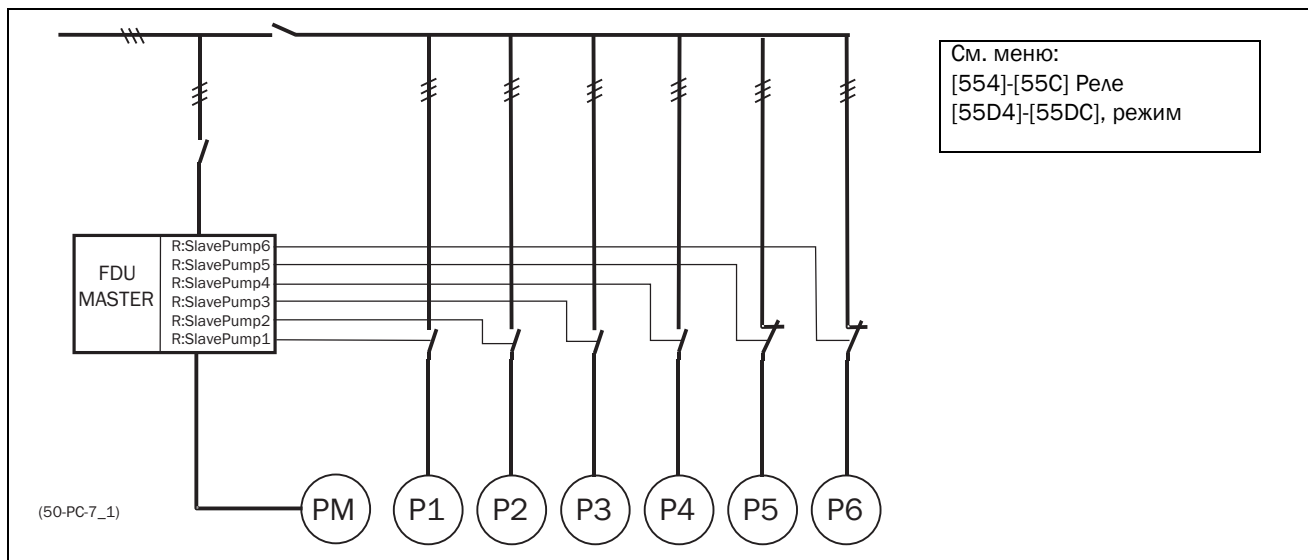 См. меню:
[554]-[55C] Реле
[55D4]-[55DC], режим
FDU
MASTER
R:SlavePump6
R:SlavePump5
R:SlavePump4
R:SlavePump3
R:SlavePump2
R:SlavePump1
(50-PC-7_1)
PM
P1
P2
P3
P4
P5
P6